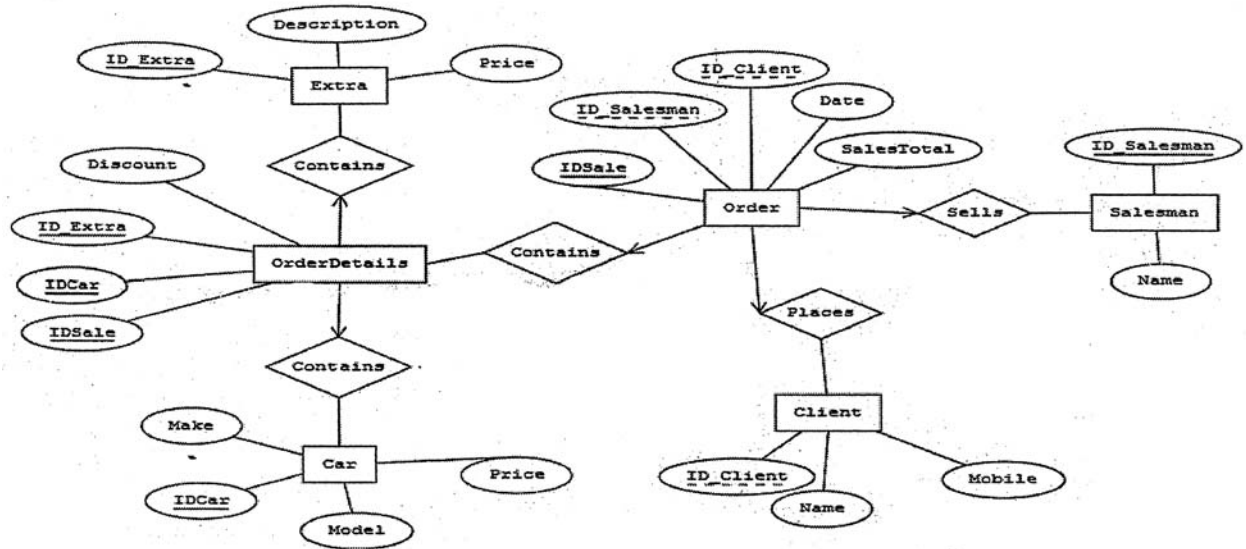 Description
ID_Extra
Price
Extra
ID_Client
ID_Salesman
Date
Contains
Discount
SalesTotal
ID_Salesman
IDSale
Order
Sells
Salesman
ID_Extra
OrderDetails
Contains
IDCar
Name
IDSale
Places
Contains
Client
Make
Car
Price
ID_Client
Mobile
IDCar
Name
Model